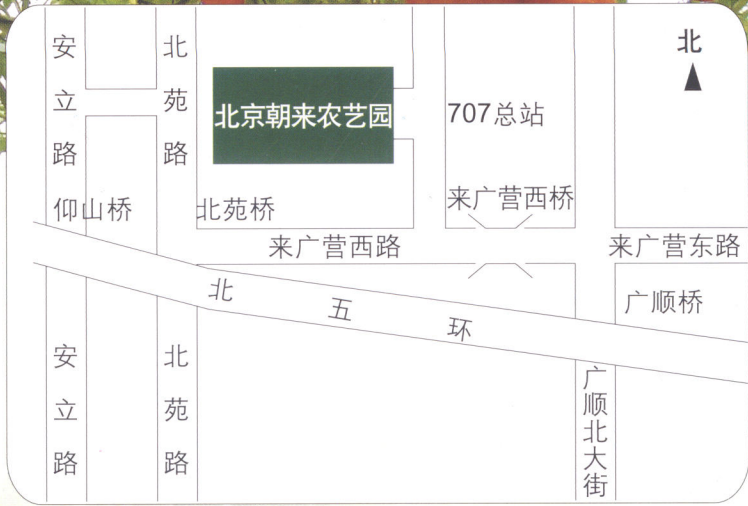 安立路
北苑路
北
北京朝来农艺园
707总站
仰山桥
北苑桥
来广营西桥
来广营西路
来广营东路
北五环
广顺桥
安立路
北苑路
广顺北大街